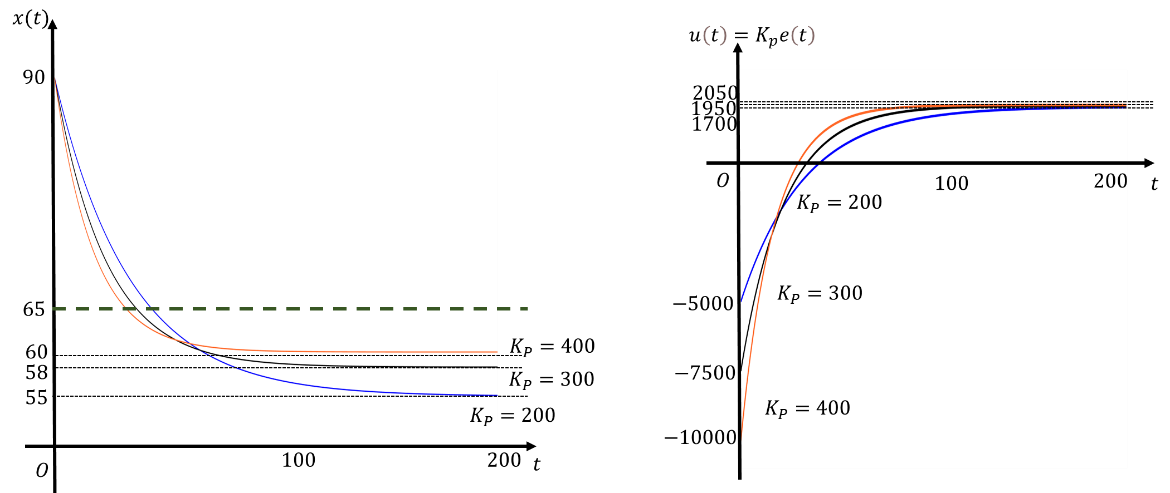 x(t)
90
65
60
58
55
O
100
200
t
K_P = 400
K_P = 300
K_P = 200
u(t) = K_p e(t)
2050
1950
1700
O
100
200
t
K_P = 200
−5000
K_P = 300
−7500
K_P = 400
−10000